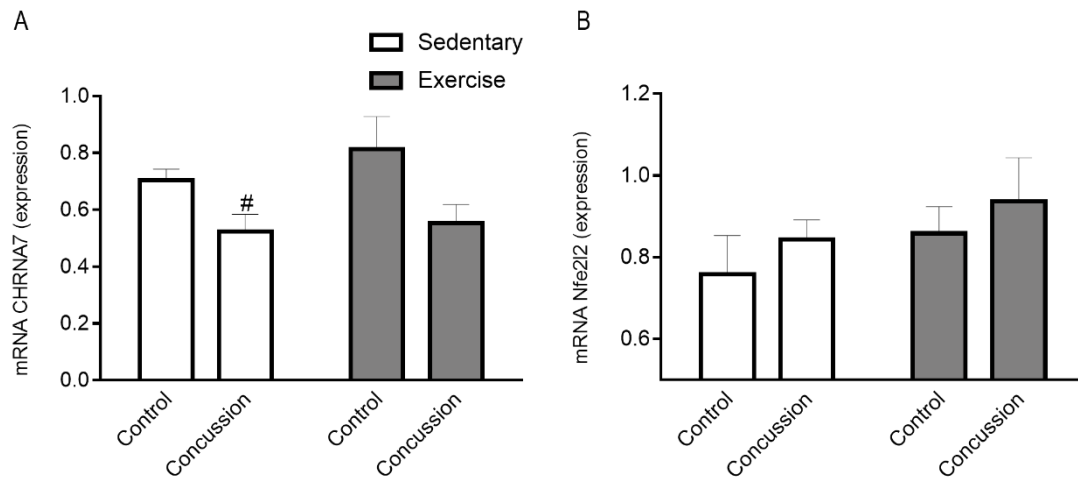 A
Sedentary
Exercise
mRNA CHRNA7 (expression)
1.0
0.8
0.6
0.4
0.2
0.0
#
Control
Concussion
Control
Concussion
B
mRNA Nfe2l2 (expression)
1.2
1.0
0.8
0.6
Control
Concussion
Control
Concussion